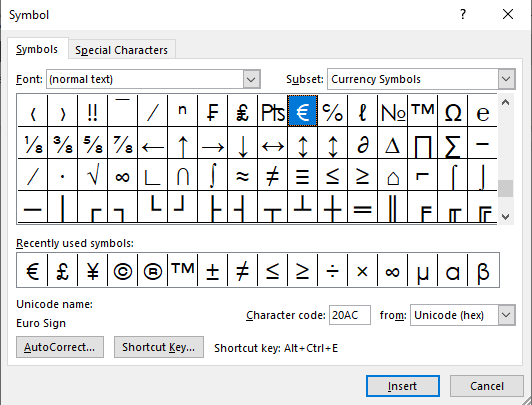 Symbol
Symbols Special Characters
Font: (normal text) Subset: Currency Symbols
‹ › ‼ ‾ ⁄ ⁿ ₣ ₤ ₧ € ℅ ℓ № ™ Ω ℮
⅛ ⅜ ⅝ ⅞ ← ↑ → ↓ ↔ ↕ ↨ ∂ ∆ ∏ ∑ −
∕ ∙ √ ∞ ∟ ∩ ∫ ≈ ≠ ≡ ≤ ≥ ⌂ ⌐ ⌠ ⌡
─ │ ┌ ┐ └ ┘ ├ ┤ ┬ ┴ ┼ ═ ║ ╒ ╓ ╔
Recently used symbols:
€ £ ¥ © ® ™ ± ≠ ≤ ≥ ÷ × ∞ µ α β
Unicode name:
Euro Sign
Character code: 20AC from: Unicode (hex)
AutoCorrect... Shortcut Key... Shortcut key: Alt+Ctrl+E
Insert Cancel